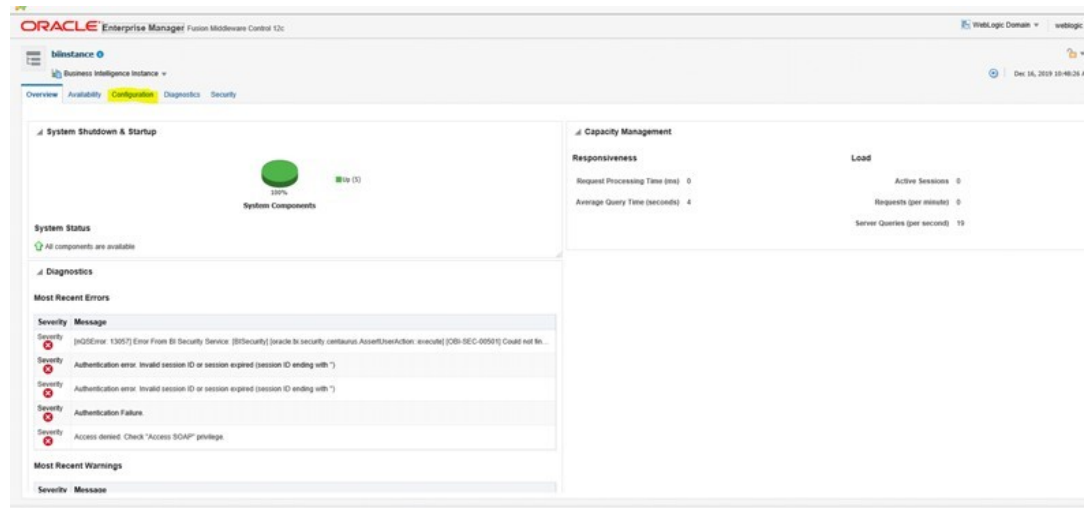 ORACLE Enterprise Manager Fusion Middleware Control 12c
WebLogic Domain
weblogic
biinstance
Business Intelligence Instance
Dec 16, 2019 10:48:26 A
Overview Availability Configuration Diagnostics Security
System Shutdown & Startup
100%
System Components
Up (5)
System Status
All components are available
Capacity Management
Responsiveness
Request Processing Time (ms) 0
Average Query Time (seconds) 4
Load
Active Sessions 0
Requests (per minute) 0
Server Queries (per second) 19
Diagnostics
Most Recent Errors
Severity Message
Severity [nQSError: 13057] Error From BI Security Service: [BISecurity] [oracle.bi.security.centaurus.AssertUserAction::execute] [OBI-SEC-00501] Could not fin...
Severity Authentication error. Invalid session ID or session expired (session ID ending with '')
Severity Authentication error. Invalid session ID or session expired (session ID ending with '')
Severity Authentication Failure.
Severity Access denied. Check "Access SOAP" privilege.
Most Recent Warnings
Severity Message